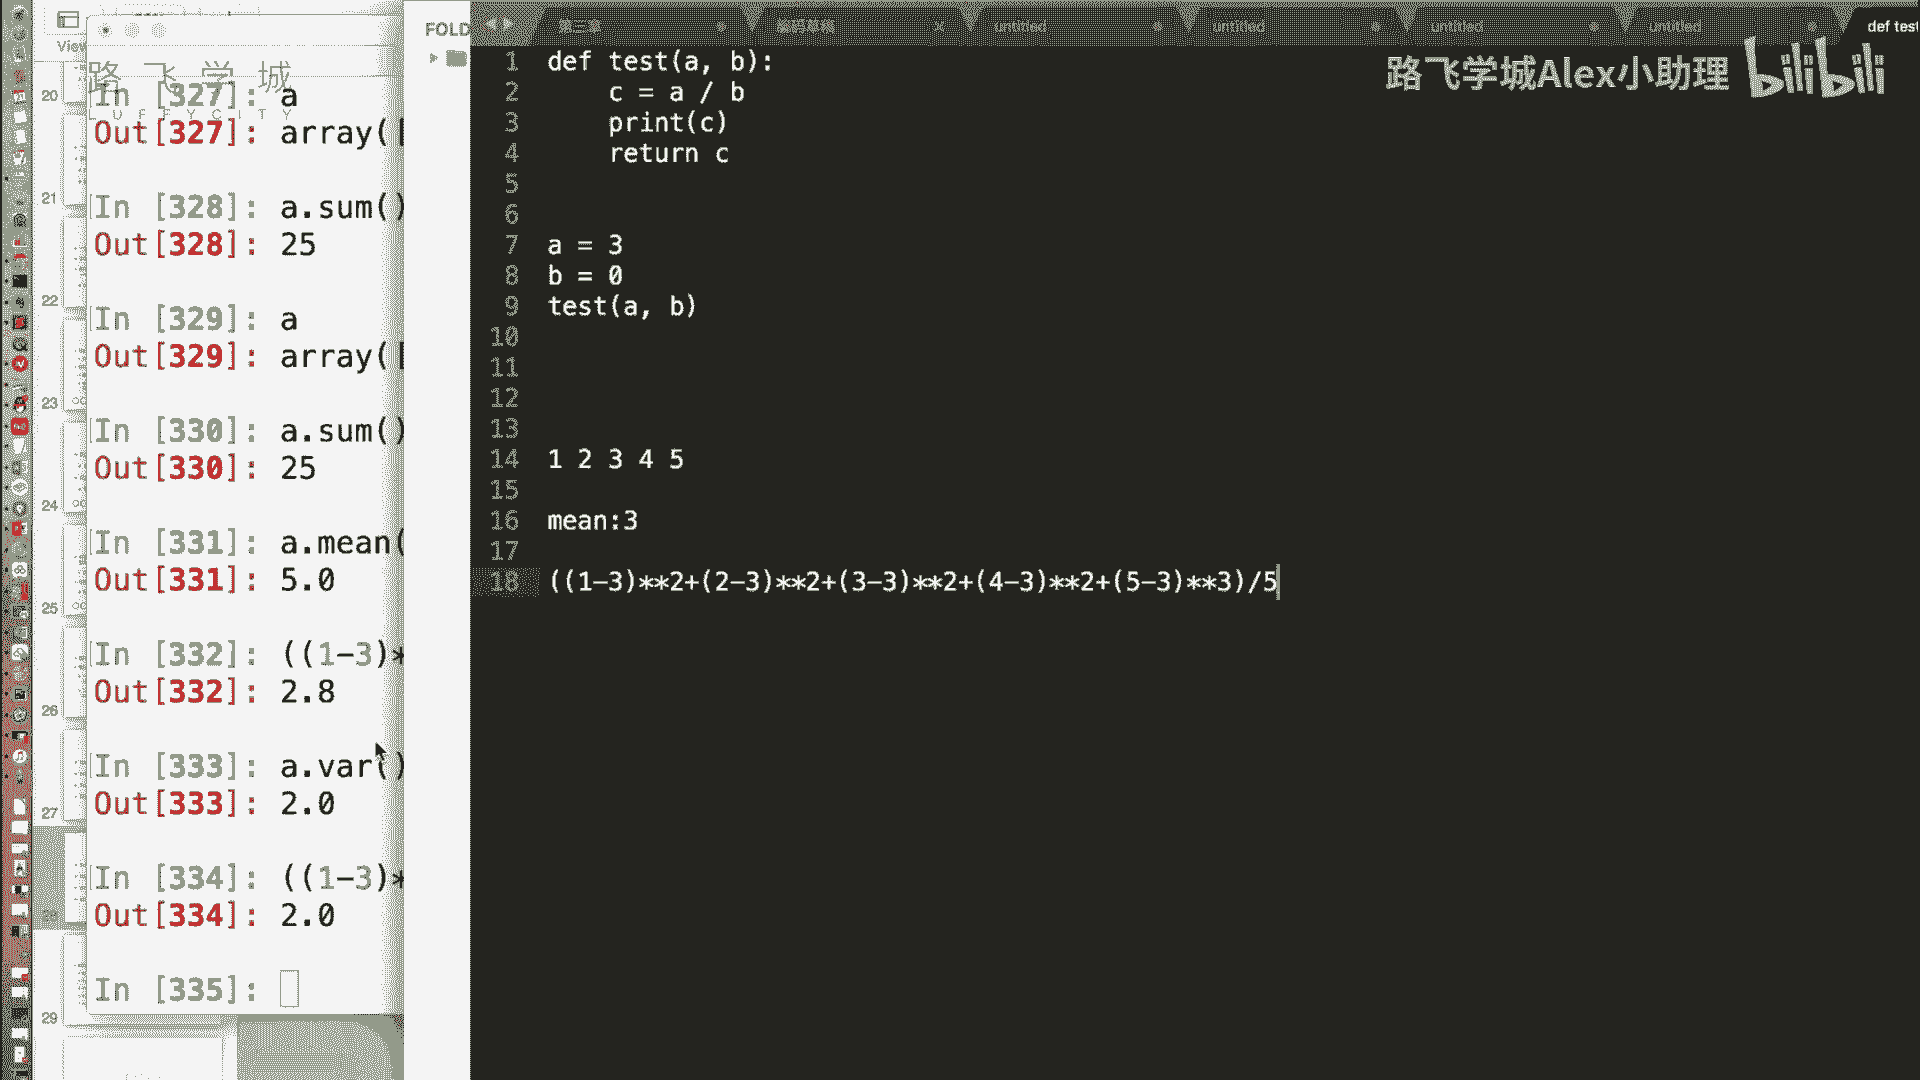 View
路飞学城
LUFFYCITY
20
21
22
23
24
25
26
27
28
29
In [327]: a
Out[327]: array([
In [328]: a.sum()
Out[328]: 25
In [329]: a
Out[329]: array([
In [330]: a.sum()
Out[330]: 25
In [331]: a.mean(
Out[331]: 5.0
In [332]: ((1-3)*
Out[332]: 2.8
In [333]: a.var()
Out[333]: 2.0
In [334]: ((1-3)*
Out[334]: 2.0
In [335]:
FOLD
第三章 编码教程 untitled untitled untitled untitled def test
路飞学城Alex小助理 bilibili
1 def test(a, b):
2 c = a / b
3 print(c)
4 return c
5
6
7 a = 3
8 b = 0
9 test(a, b)
10
11
12
13
14 1 2 3 4 5
15
16 mean:3
17
18 ((1-3)**2+(2-3)**2+(3-3)**2+(4-3)**2+(5-3)**3)/5